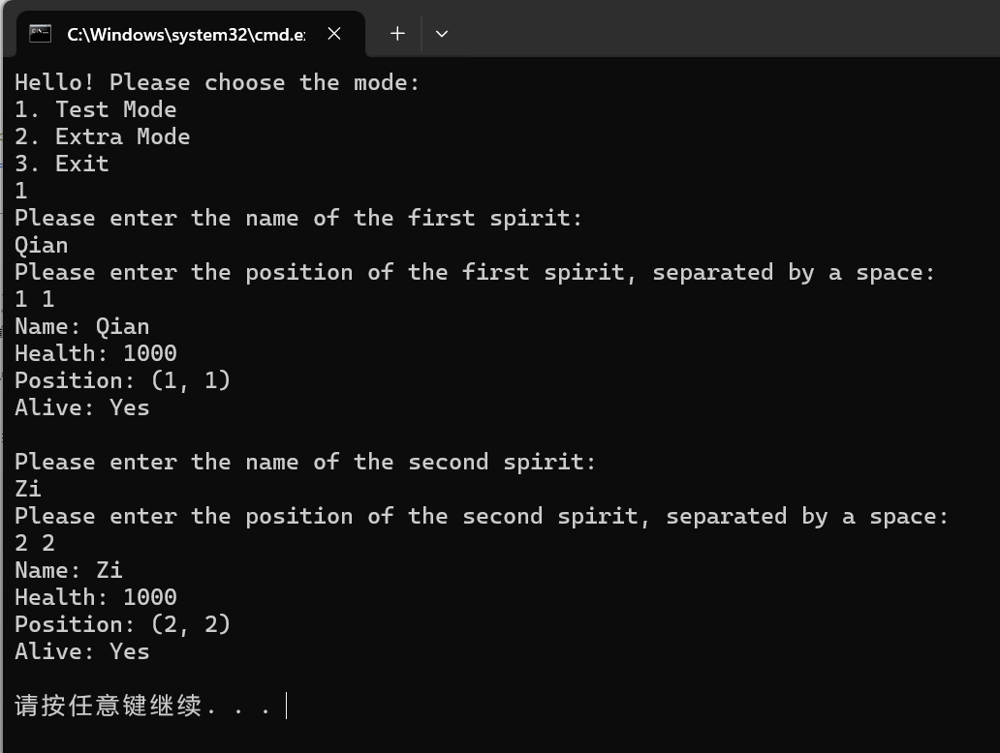 C:\Windows\system32\cmd.e
Hello! Please choose the mode:
1. Test Mode
2. Extra Mode
3. Exit
1
Please enter the name of the first spirit:
Qian
Please enter the position of the first spirit, separated by a space:
1 1
Name: Qian
Health: 1000
Position: (1, 1)
Alive: Yes
Please enter the name of the second spirit:
Zi
Please enter the position of the second spirit, separated by a space:
2 2
Name: Zi
Health: 1000
Position: (2, 2)
Alive: Yes
请按任意键继续. . .